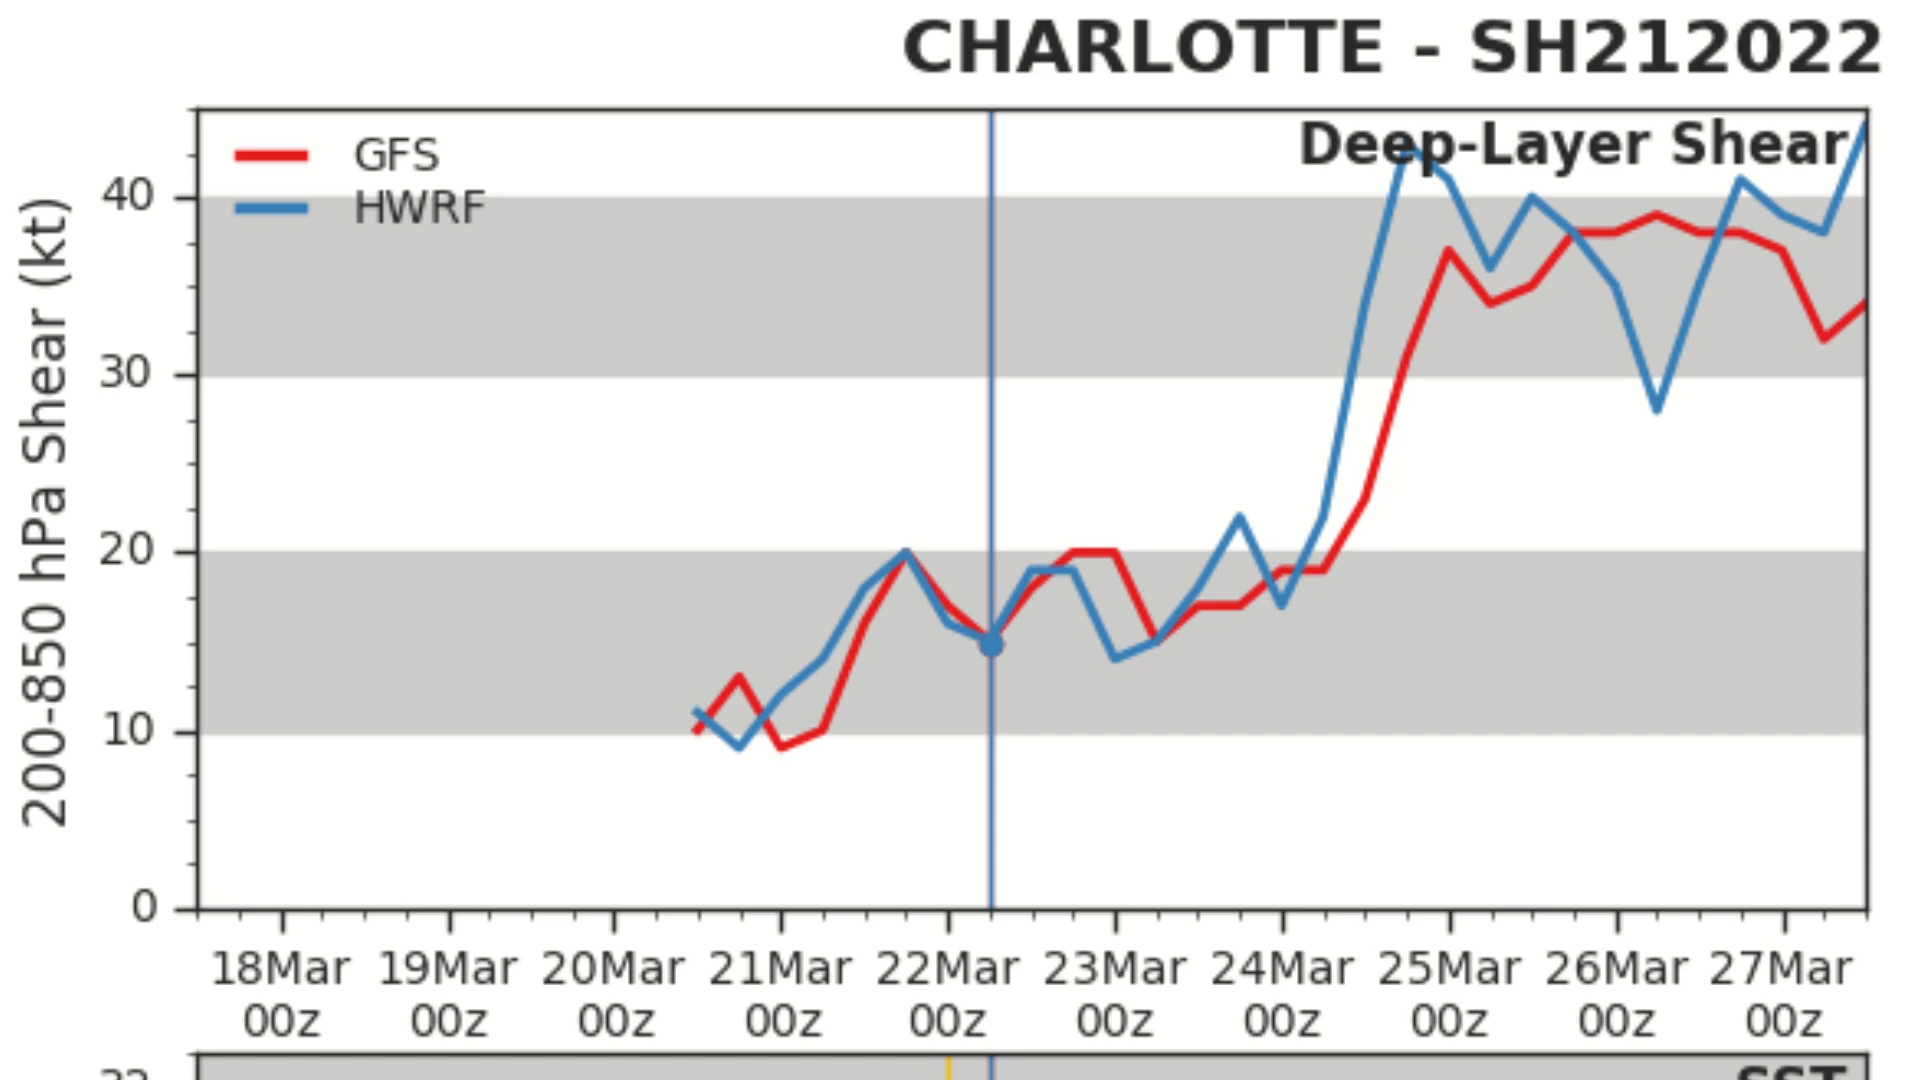 CHARLOTTE - SH212022
Deep-Layer Shear
GFS
HWRF
200-850 hPa Shear (kt)
40
30
20
10
0
18Mar 19Mar 20Mar 21Mar 22Mar 23Mar 24Mar 25Mar 26Mar 27Mar
00z 00z 00z 00z 00z 00z 00z 00z 00z 00z
SST